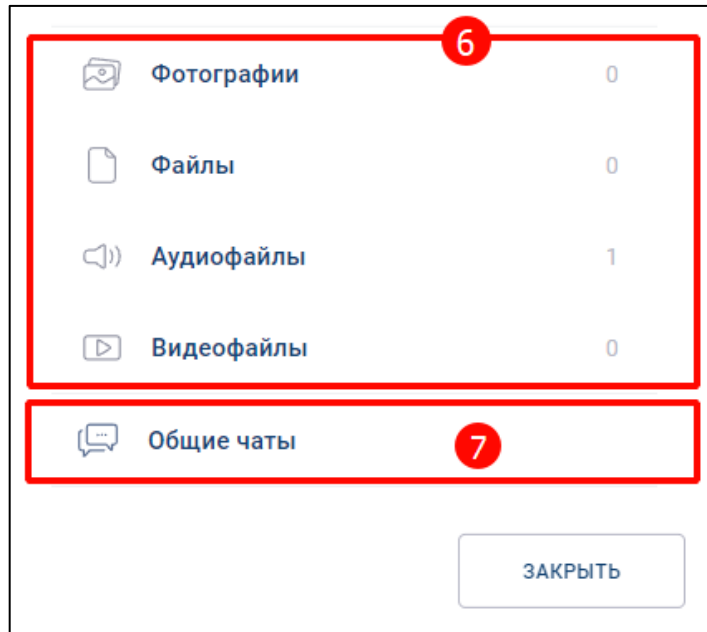 6
Фотографии 0
Файлы 0
Аудиофайлы 1
Видеофайлы 0
Общие чаты 7
ЗАКРЫТЬ